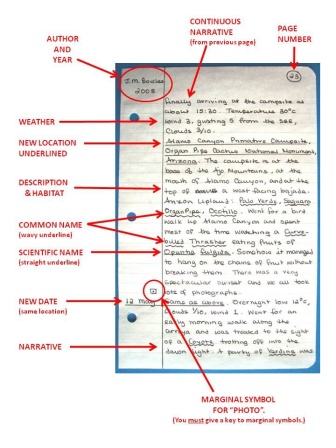 AUTHOR
AND
YEAR
CONTINUOUS
NARRATIVE
(from previous page)
PAGE
NUMBER
J.M. Bowles
2008
23
WEATHER
NEW LOCATION
UNDERLINED
DESCRIPTION
& HABITAT
COMMON NAME
(wavy underline)
SCIENTIFIC NAME
(straight underline)
NEW DATE
(same location)
NARRATIVE
Finally arriving at the campsite at
about 15:30. Temperature 30°C
Wind 3, gusting 5 from the SSE,
Clouds 3/10.
Alamo Canyon Primative Campsite,
Organ Pipe Cactus National Monument,
Arizona. The campsite is at the
base of the Ajo Mountains, at the
mouth of Alamo Canyon, and at the
top of a west-facing bajada.
Arizona Upland: Palo Verde, Saguaro
Organ Pipe, Ocotillo. Went for a bird
walk up Alamo Canyon and spent
most of the time watching a Curve-
billed Thrasher eating fruits of
Opuntia fulgida. Somehow it managed
to hang on the chains of fruit without
breaking them. There was a very
spectacular sunset and we all took
lots of photographs.
12 May Same as above. Overnight low 12°C,
Clouds 1/10, Wind 1. Went for an
early morning walk along the
arroyo and was treated to the sight
of a Coyote trotting off into the
dawn light. A party of Verdins was
MARGINAL SYMBOL
FOR "PHOTO".
(You must give a key to marginal symbols.)